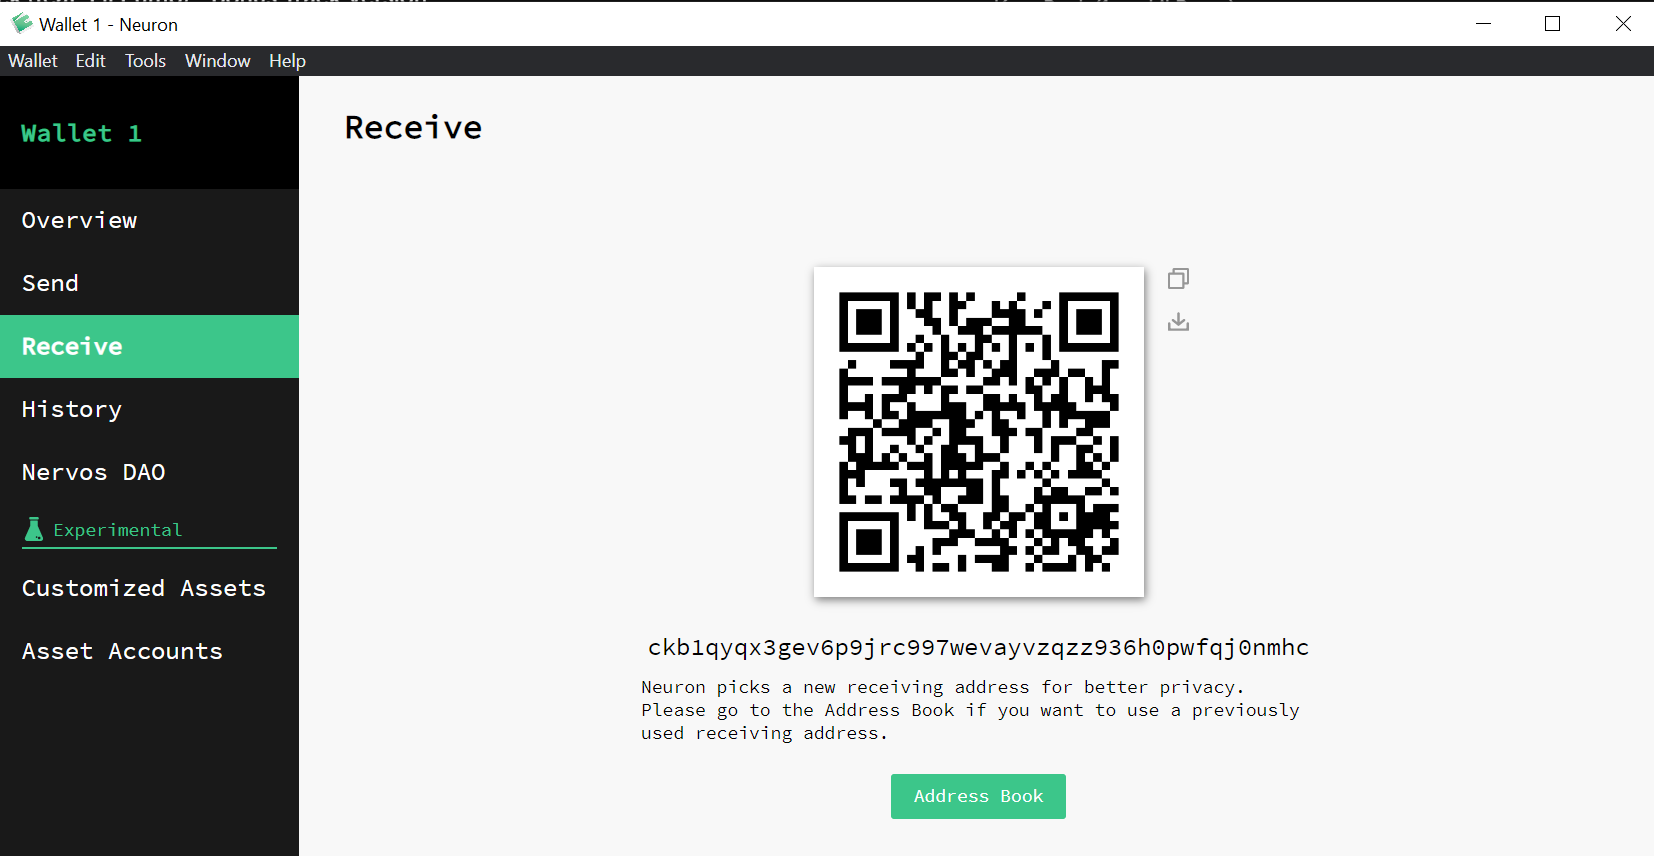 Wallet 1 - Neuron
Wallet Edit Tools Window Help
Wallet 1
Overview
Send
Receive
History
Nervos DAO
Experimental
Customized Assets
Asset Accounts
Receive
ckb1qyqx3gev6p9jrc997wevayvzqzz936h0pwfqj0nmhc
Neuron picks a new receiving address for better privacy.
Please go to the Address Book if you want to use a previously
used receiving address.
Address Book